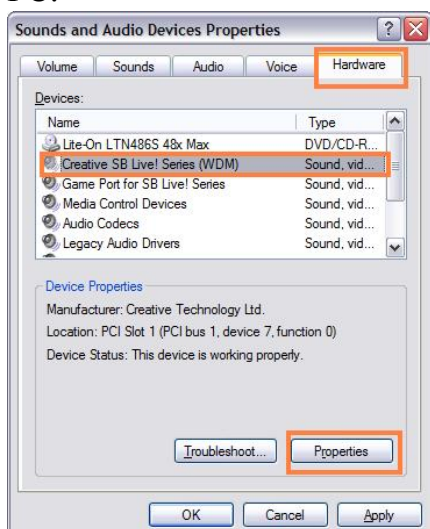 Sounds and Audio Devices Properties
Volume Sounds Audio Voice Hardware
Devices:
Name Type
Lite-On LTN486S 48x Max DVD/CD-R...
Creative SB Live! Series (WDM) Sound, vid...
Game Port for SB Live! Series Sound, vid...
Media Control Devices Sound, vid...
Audio Codecs Sound, vid...
Legacy Audio Drivers Sound, vid...
Device Properties
Manufacturer: Creative Technology Ltd.
Location: PCI Slot 1 (PCI bus 1, device 7, function 0)
Device Status: This device is working properly.
Troubleshoot... Properties
OK Cancel Apply